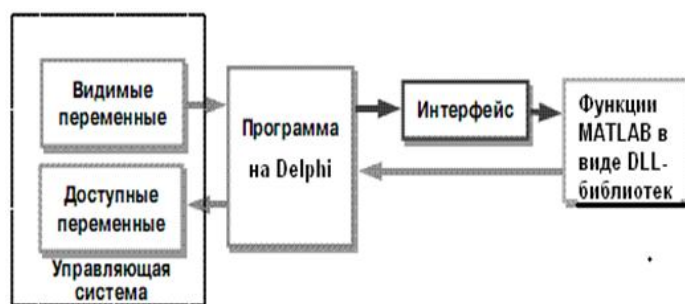 Видимые
переменные
Доступные
переменные
Управляющая
система
Программа
на Delphi
Интерфейс
Функции
MATLAB в
виде DLL-
библиотек